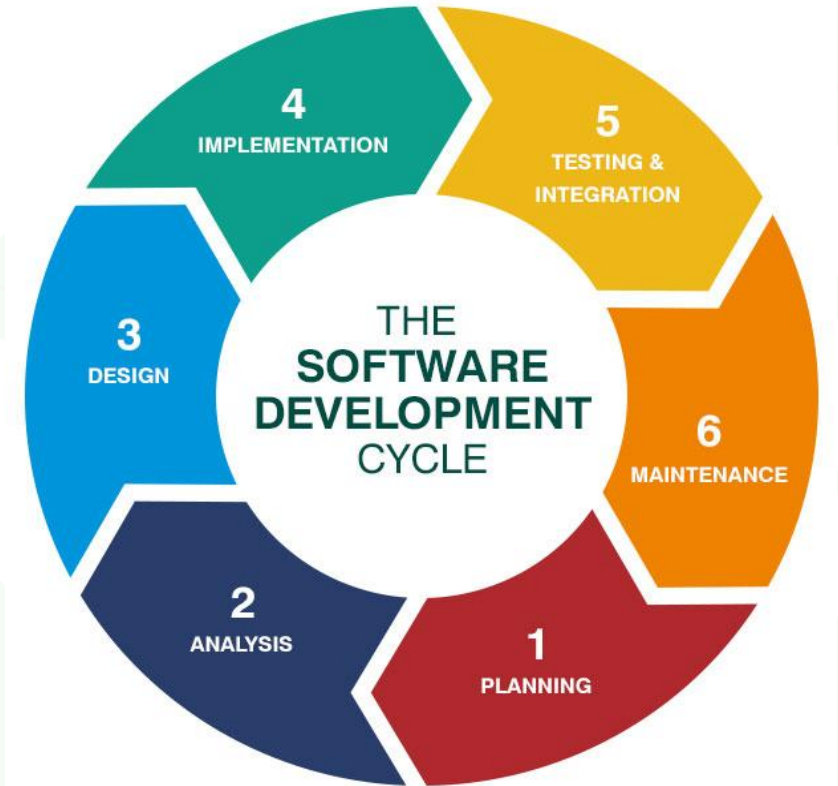 THE
SOFTWARE
DEVELOPMENT
CYCLE
1
PLANNING
2
ANALYSIS
3
DESIGN
4
IMPLEMENTATION
5
TESTING &
INTEGRATION
6
MAINTENANCE